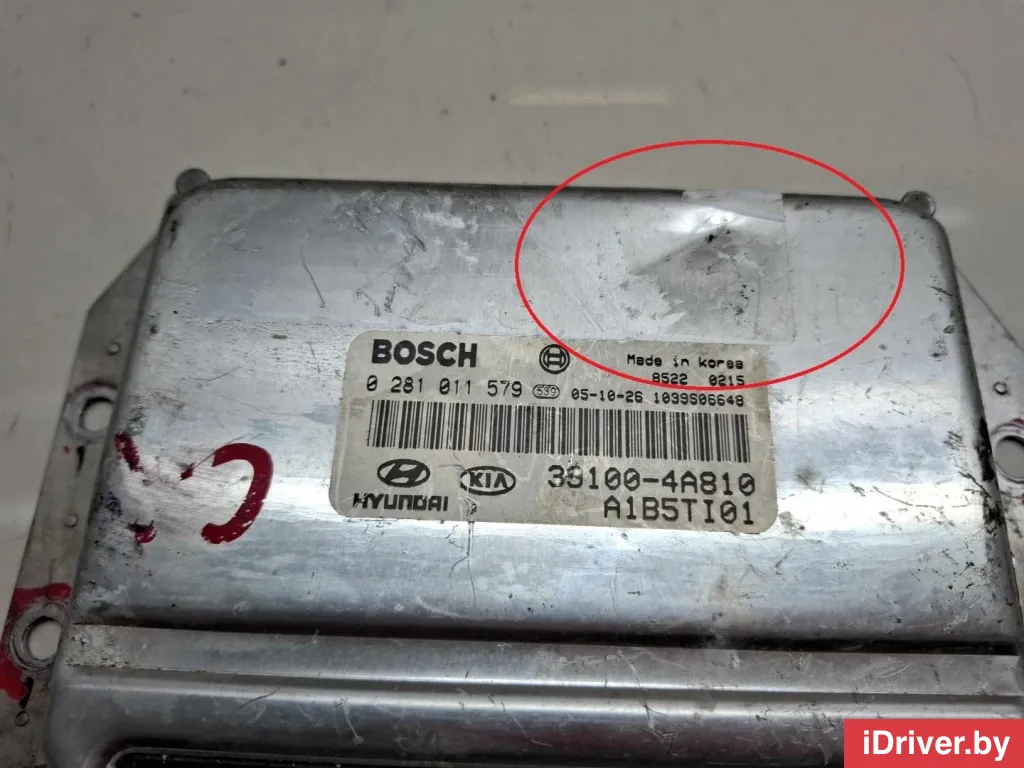 BOSCH
Made in Korea
8522 0215
0 281 011 579 539 05-10-26 1039S06648
HYUNDAI KIA 39100-4A810
A1B5TI01
iDriver.by